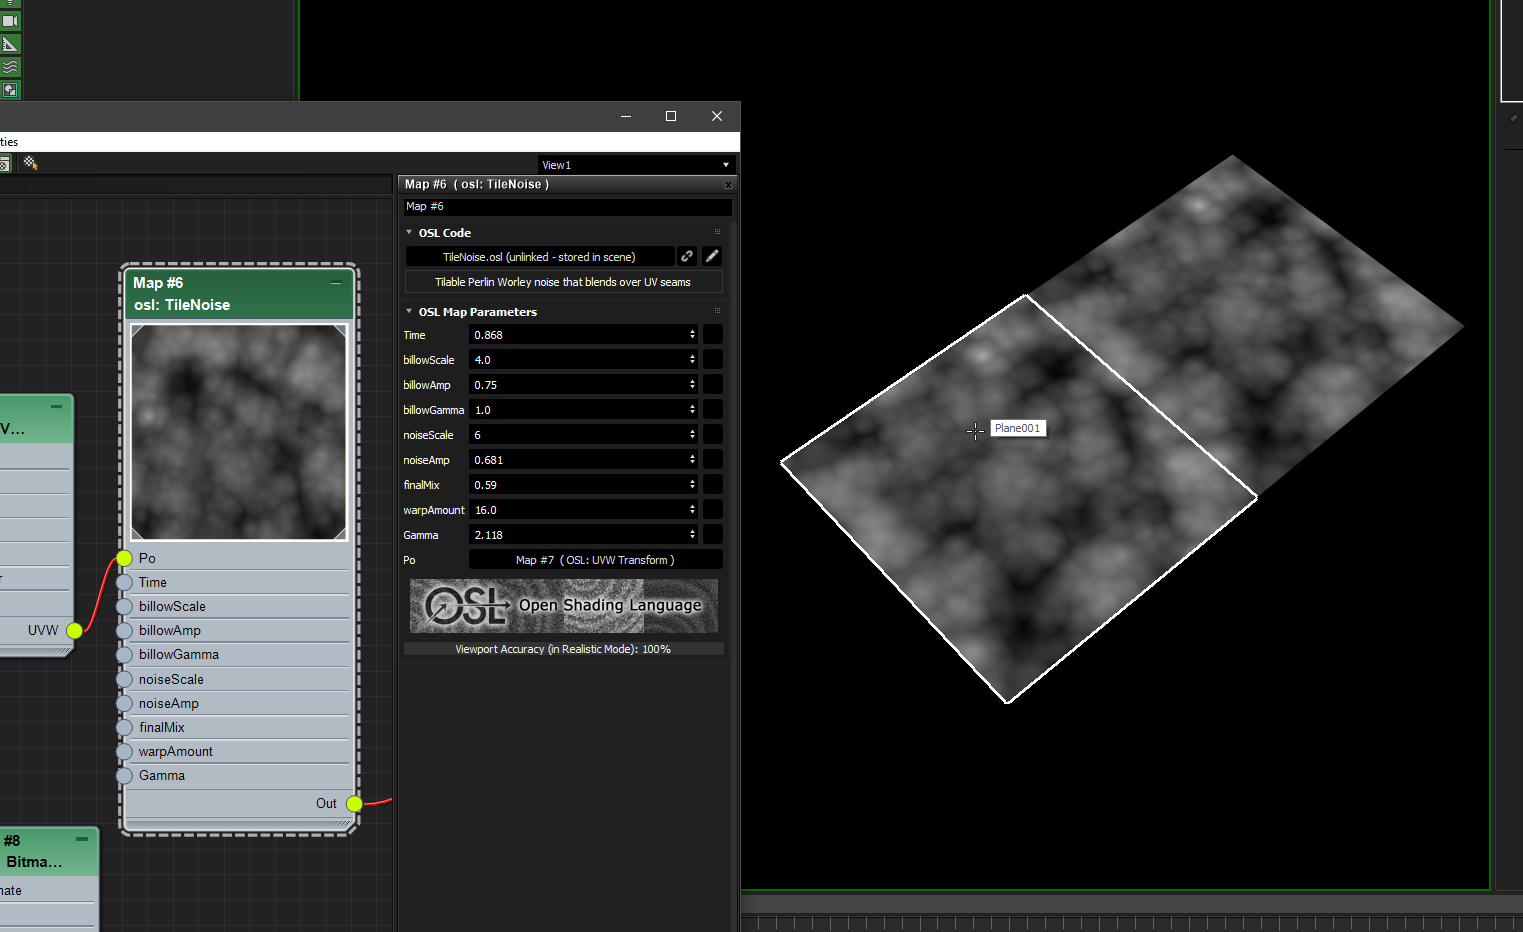 ties
View1
Map #6 ( osl: TileNoise )
Map #6
OSL Code
TileNoise.osl (unlinked - stored in scene)
Tilable Perlin Worley noise that blends over UV seams
OSL Map Parameters
Time 0.868
billowScale 4.0
billowAmp 0.75
billowGamma 1.0
noiseScale 6
noiseAmp 0.681
finalMix 0.59
warpAmount 16.0
Gamma 2.118
Po Map #7 ( OSL: UVW Transform )
OSL Open Shading Language
Viewport Accuracy (in Realistic Mode): 100%
Map #6
osl: TileNoise
Po
Time
billowScale
billowAmp
billowGamma
noiseScale
noiseAmp
finalMix
warpAmount
Gamma
Out
V...
r
UVW
#8
Bitma...
nate
Plane001